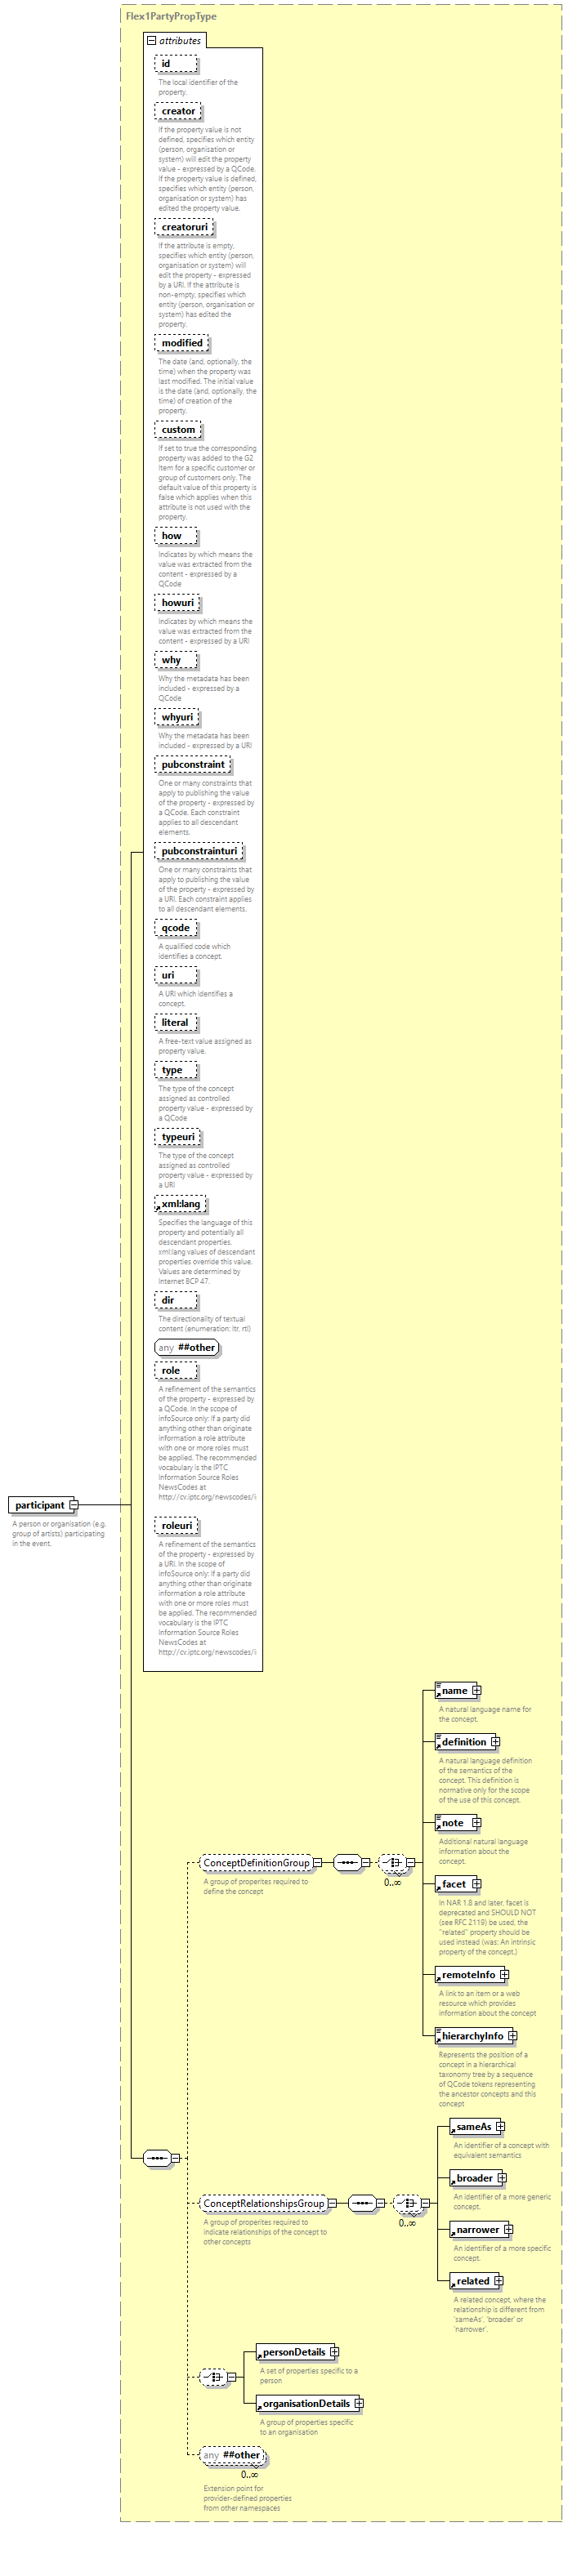 Flex1PartyPropType
attributes
id
The local identifier of the
property.
creator
If the property value is not
defined, specifies which entity
(person, organisation or
system) will edit the property
value - expressed by a QCode.
If the property value is defined,
specifies which entity (person,
organisation or system) has
edited the property value.
creatoruri
If the attribute is empty,
specifies which entity (person,
organisation or system) will
edit the property - expressed
by a URI. If the attribute is
non-empty, specifies which
entity (person, organisation or
system) has edited the
property.
modified
The date (and, optionally, the
time) when the property was
last modified. The initial value
is the date (and, optionally, the
time) of creation of the
property.
custom
If set to true the corresponding
property was added to the G2
Item for a specific customer or
group of customers only. The
default value of this property is
false which applies when this
attribute is not used with the
property.
how
Indicates by which means the
value was extracted from the
content - expressed by a
QCode
howuri
Indicates by which means the
value was extracted from the
content - expressed by a URI
why
Why the metadata has been
included - expressed by a
QCode
whyuri
Why the metadata has been
included - expressed by a URI
pubconstraint
One or many constraints that
apply to publishing the value
of the property - expressed by
a QCode. Each constraint
applies to all descendant
elements.
pubconstrainturi
One or many constraints that
apply to publishing the value
of the property - expressed by
a URI. Each constraint applies
to all descendant elements.
qcode
A qualified code which
identifies a concept.
uri
A URI which identifies a
concept.
literal
A free-text value assigned as
property value.
type
The type of the concept
assigned as controlled
property value - expressed by
a QCode
typeuri
The type of the concept
assigned as controlled
property value - expressed by
a URI
xml:lang
Specifies the language of this
property and potentially all
descendant properties.
xml:lang values of descendant
properties override this value.
Values are determined by
Internet BCP 47.
dir
The directionality of textual
content (enumeration: ltr, rtl)
any ##other
role
A refinement of the semantics
of the property - expressed by
a QCode. In the scope of
infoSource only: If a party did
anything other than originate
information a role attribute
with one or more roles must
be applied. The recommended
vocabulary is the IPTC
Information Source Roles
NewsCodes at
http://cv.iptc.org/newscodes/i
participant
A person or organisation (e.g.
group of artists) participating
in the event.
roleuri
A refinement of the semantics
of the property - expressed by
a URI. In the scope of
infoSource only: If a party did
anything other than originate
information a role attribute
with one or more roles must
be applied. The recommended
vocabulary is the IPTC
Information Source Roles
NewsCodes at
http://cv.iptc.org/newscodes/i
name
A natural language name for
the concept.
definition
A natural language definition
of the semantics of the
concept. This definition is
normative only for the scope
of the use of this concept.
note
Additional natural language
information about the
concept.
ConceptDefinitionGroup
0..∞
A group of properites required to
define the concept
facet
In NAR 1.8 and later, facet is
deprecated and SHOULD NOT
(see RFC 2119) be used, the
"related" property should be
used instead (was: An intrinsic
property of the concept.)
remoteInfo
A link to an item or a web
resource which provides
information about the concept
hierarchyInfo
Represents the position of a
concept in a hierarchical
taxonomy tree by a sequence
of QCode tokens representing
the ancestor concepts and this
concept
sameAs
An identifier of a concept with
equivalent semantics
broader
An identifier of a more generic
concept.
ConceptRelationshipsGroup
0..∞
A group of properites required to
indicate relationships of the concept to
other concepts
narrower
An identifier of a more specific
concept.
related
A related concept, where the
relationship is different from
'sameAs', 'broader' or
'narrower'.
personDetails
A set of properties specific to a
person
organisationDetails
A group of properties specific
to an organisation
any ##other
0..∞
Extension point for
provider-defined properties
from other namespaces